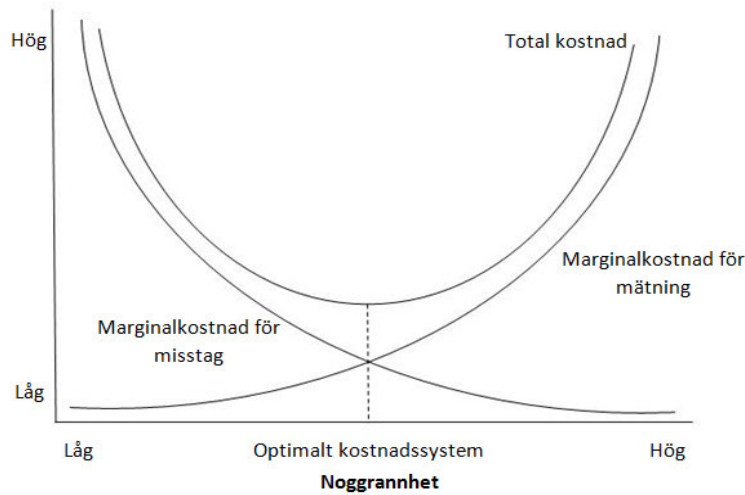 Hög
Total kostnad
Marginalkostnad för
mätning
Marginalkostnad för
misstag
Låg
Låg
Optimalt kostnadssystem
Hög
Noggrannhet